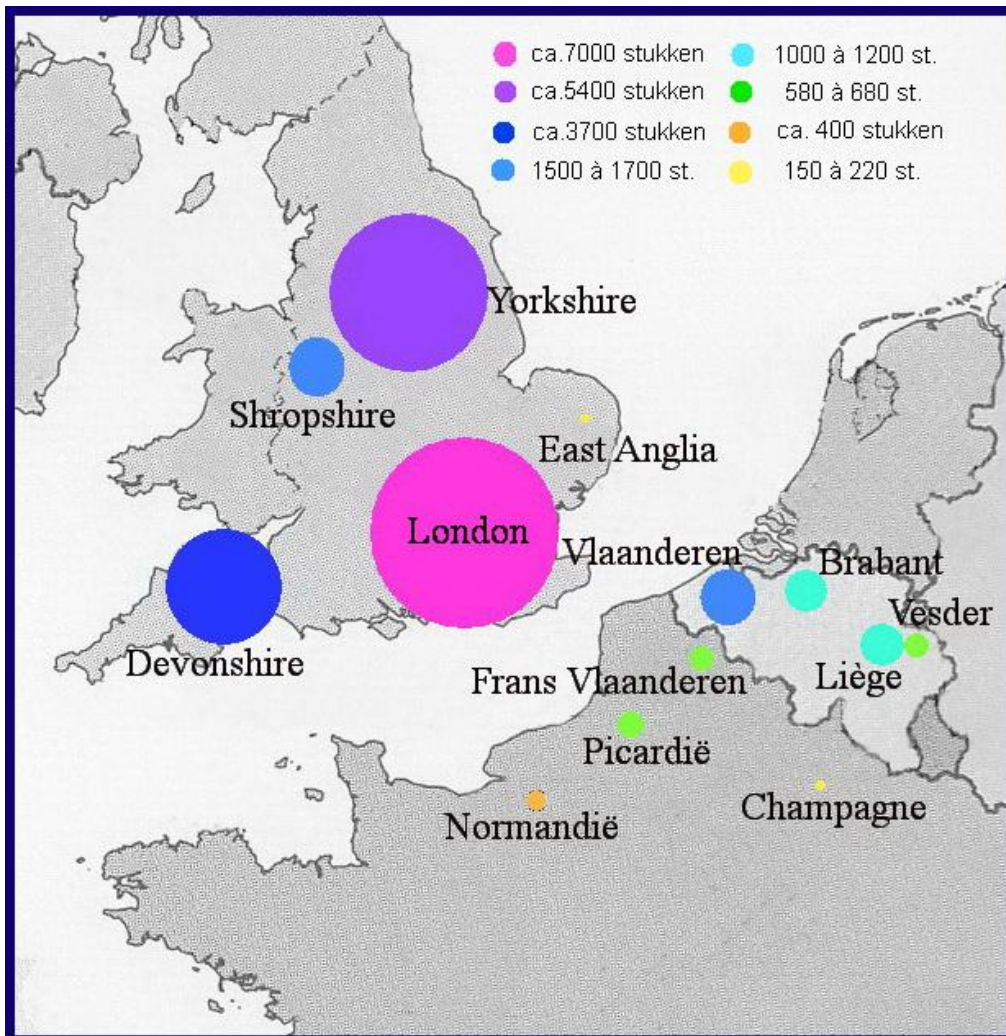 ca.7000 stukken
1000 à 1200 st.
ca.5400 stukken
580 à 680 st.
ca.3700 stukken
ca. 400 stukken
1500 à 1700 st.
150 à 220 st.
Yorkshire
Shropshire
East Anglia
London
Vlaanderen
Brabant
Vesder
Devonshire
Frans Vlaanderen
Liège
Picardië
Champagne
Normandië